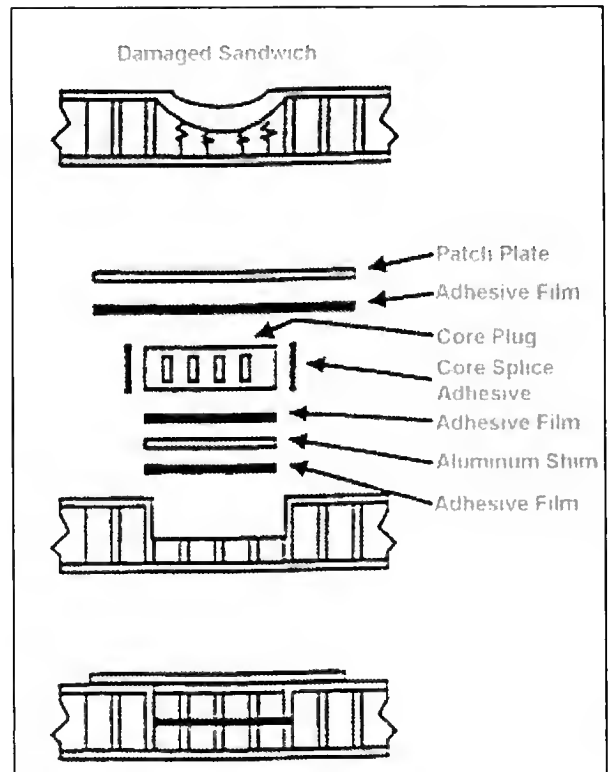 Damaged Sandwich
Patch Plate
Adhesive Film
Core Plug
Core Splice
Adhesive
Adhesive Film
Aluminum Shim
Adhesive Film